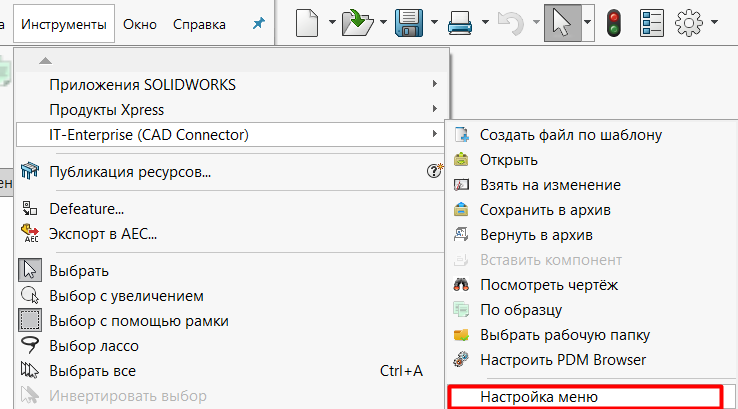 а Инструменты Окно Справка
Приложения SOLIDWORKS
Продукты Xpress
IT-Enterprise (CAD Connector)
Публикация ресурсов...
Defeature...
Экспорт в AEC...
AEC
Выбрать
Выбор с увеличением
Выбор с помощью рамки
Выбор лассо
Выбрать все Ctrl+A
Инвертировать выбор
ен
Создать файл по шаблону
Открыть
Взять на изменение
Сохранить в архив
Вернуть в архив
Вставить компонент
Посмотреть чертёж
По образцу
Выбрать рабочую папку
Настроить PDM Browser
Настройка меню